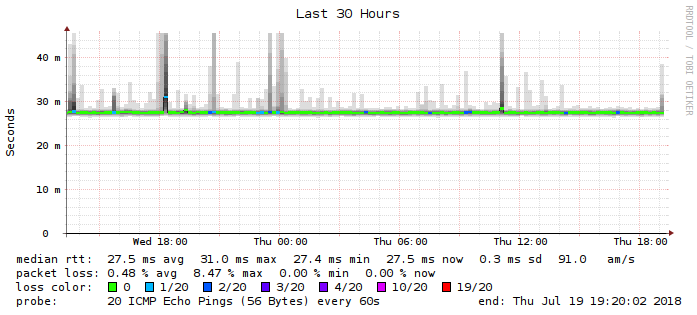 Last 30 Hours
RRDTOOL / TOBI OETIKER
Seconds
40 m
30 m
20 m
10 m
0
Wed 18:00 Thu 00:00 Thu 06:00 Thu 12:00 Thu 18:00
median rtt: 27.5 ms avg 31.0 ms max 27.4 ms min 27.5 ms now 0.3 ms sd 91.0 am/s
packet loss: 0.48 % avg 8.47 % max 0.00 % min 0.00 % now
loss color: 0 1/20 2/20 3/20 4/20 10/20 19/20
probe: 20 ICMP Echo Pings (56 Bytes) every 60s end: Thu Jul 19 19:20:02 2018